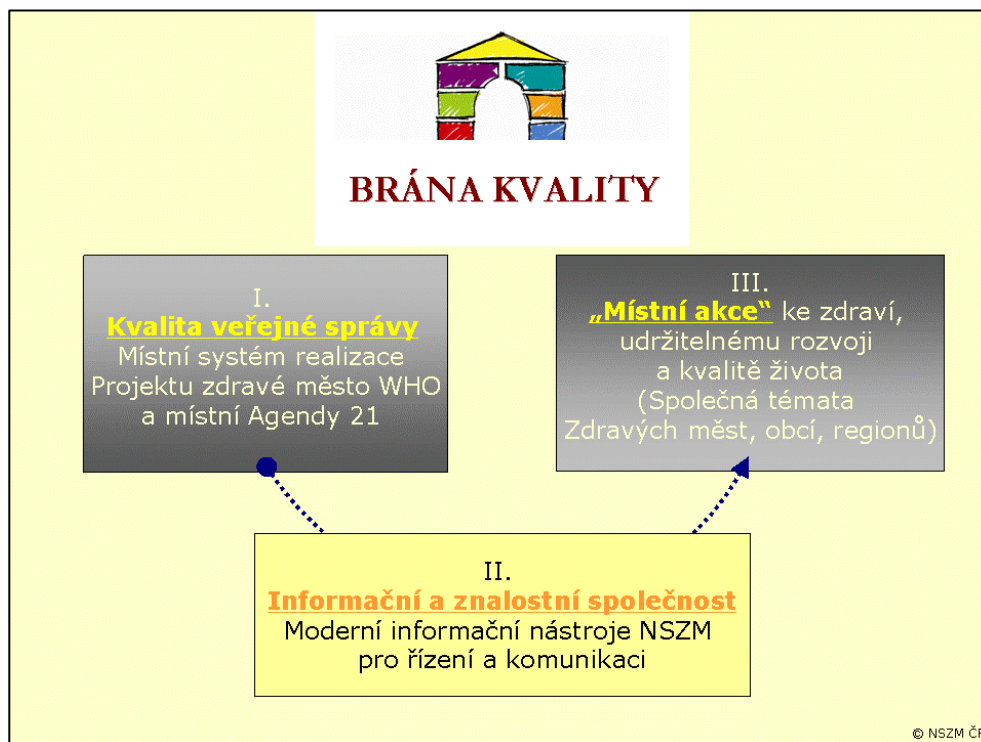 BRÁNA KVALITY
I.
Kvalita veřejné správy
Místní systém realizace
Projektu zdravé město WHO
a místní Agendy 21
III.
„Místní akce“ ke zdraví,
udržitelnému rozvoji
a kvalitě života
(Společná témata
Zdravých měst, obcí, regionů)
II.
Informační a znalostní společnost
Moderní informační nástroje NSZM
pro řízení a komunikaci
© NSZM